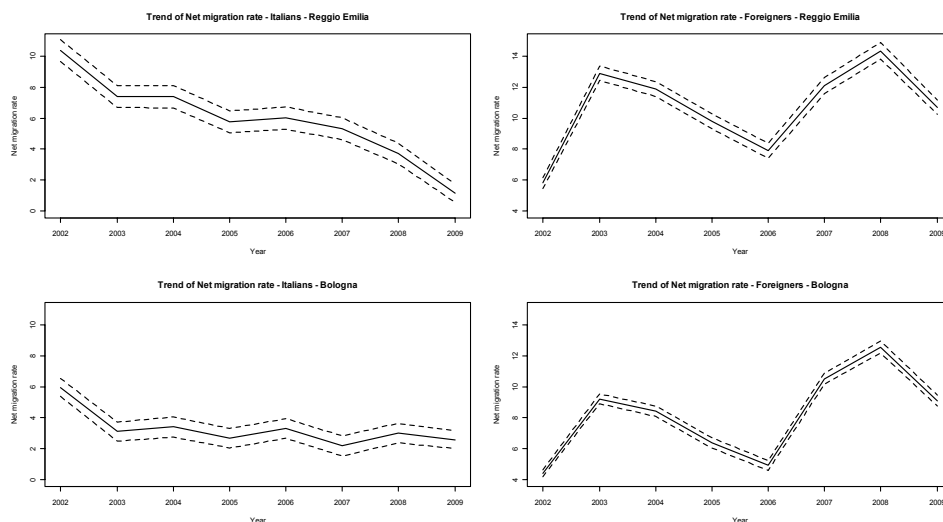 Trend of Net migration rate - Italians - Reggio Emilia
Net migration rate
0 2 4 6 8 10
2002 2003 2004 2005 2006 2007 2008 2009
Year
Trend of Net migration rate - Foreigners - Reggio Emilia
Net migration rate
4 6 8 10 12 14
2002 2003 2004 2005 2006 2007 2008 2009
Year
Trend of Net migration rate - Italians - Bologna
Net migration rate
0 2 4 6 8 10
2002 2003 2004 2005 2006 2007 2008 2009
Year
Trend of Net migration rate - Foreigners - Bologna
Net migration rate
4 6 8 10 12 14
2002 2003 2004 2005 2006 2007 2008 2009
Year